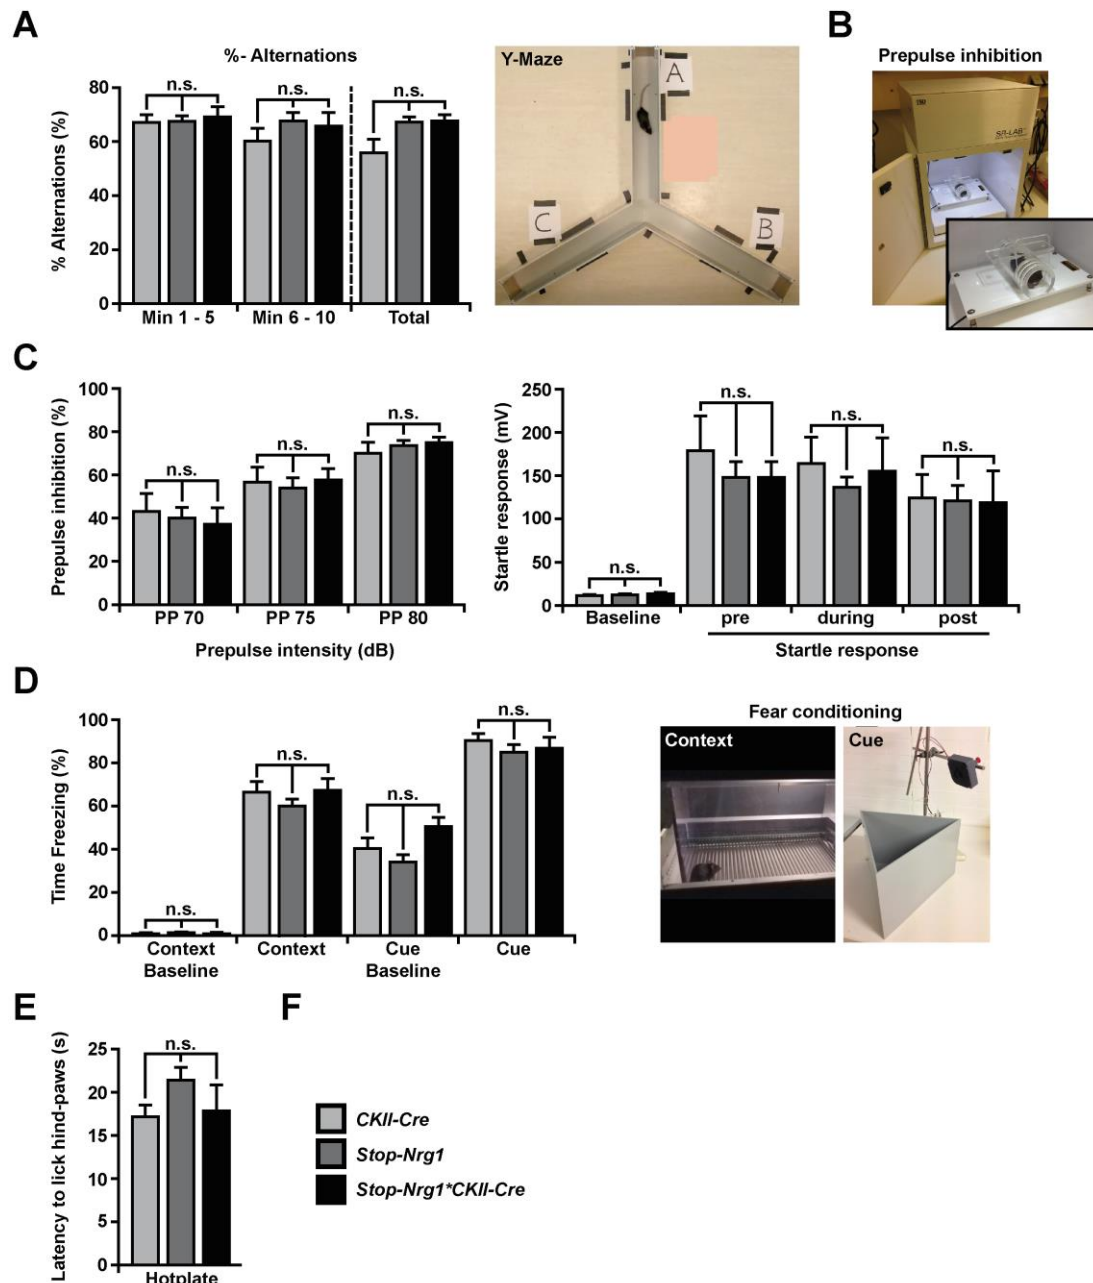 A
%- Alternations
% Alternations (%)
80
60
40
20
0
n.s.
n.s.
n.s.
Min 1 - 5
Min 6 - 10
Total
Y-Maze
A
C
B
B
Prepulse inhibition
SR-LAB
C
Prepulse inhibition (%)
100
80
60
40
20
0
n.s.
n.s.
n.s.
PP 70
PP 75
PP 80
Prepulse intensity (dB)
Startle response (mV)
250
200
150
100
50
0
n.s.
n.s.
n.s.
n.s.
Baseline
pre
during
post
Startle response
D
Time Freezing (%)
100
80
60
40
20
0
n.s.
n.s.
n.s.
n.s.
Context
Baseline
Context
Cue
Baseline
Cue
Fear conditioning
Context
Cue
E
Latency to lick hind-paws (s)
25
20
15
10
5
0
n.s.
Hotplate
F
CKII-Cre
Stop-Nrg1
Stop-Nrg1*CKII-Cre